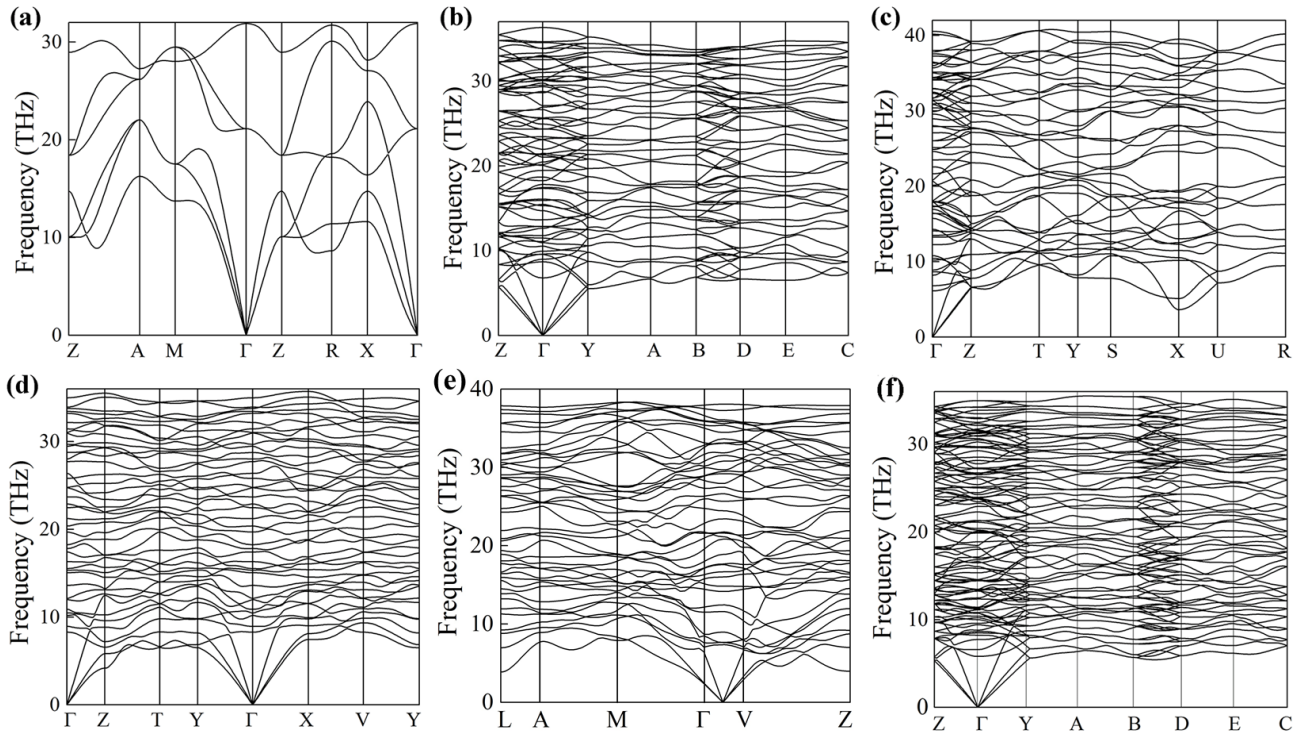 (a)
Frequency (THz)
30
20
10
0
Z A M Γ Z R X Γ
(b)
Frequency (THz)
30
20
10
0
Z Γ Y A B D E C
(c)
Frequency (THz)
40
30
20
10
0
Γ Z T Y S X U R
(d)
Frequency (THz)
30
20
10
0
Γ Z T Y Γ X V Y
(e)
Frequency (THz)
40
30
20
10
0
L A M Γ V Z
(f)
Frequency (THz)
30
20
10
0
Z Γ Y A B D E C